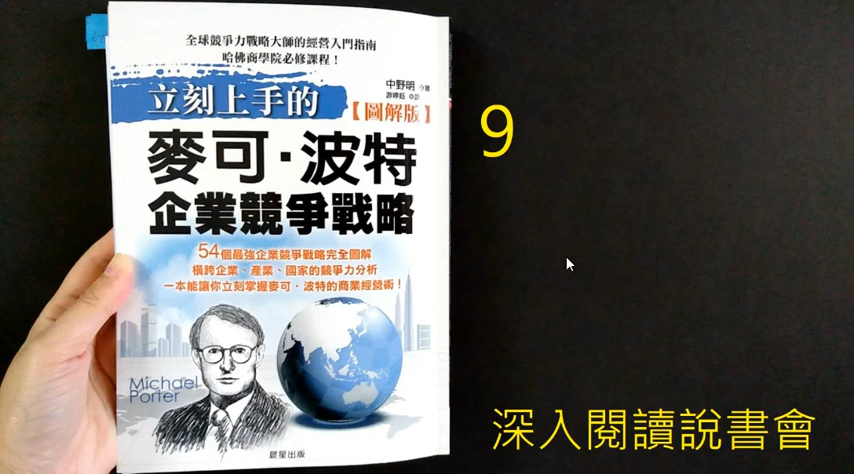 全球競爭力戰略大師的經營入門指南
哈佛商學院必修課程！
中野明 著
游婷鈺 譯
立刻上手的
【圖解版】
麥可・波特
企業競爭戰略
54個最強企業競爭戰略完全圖解
橫跨企業、產業、國家的競爭力分析
一本能讓你立刻掌握麥可・波特的商業經營術！
Michael
Porter
晨星出版
9
深入閱讀說書會